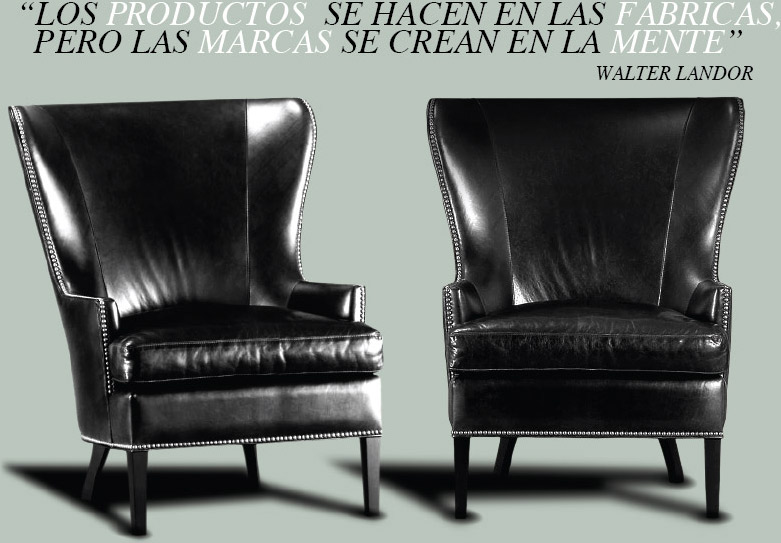 “LOS PRODUCTOS SE HACEN EN LAS FABRICAS,
PERO LAS MARCAS SE CREAN EN LA MENTE”
WALTER LANDOR